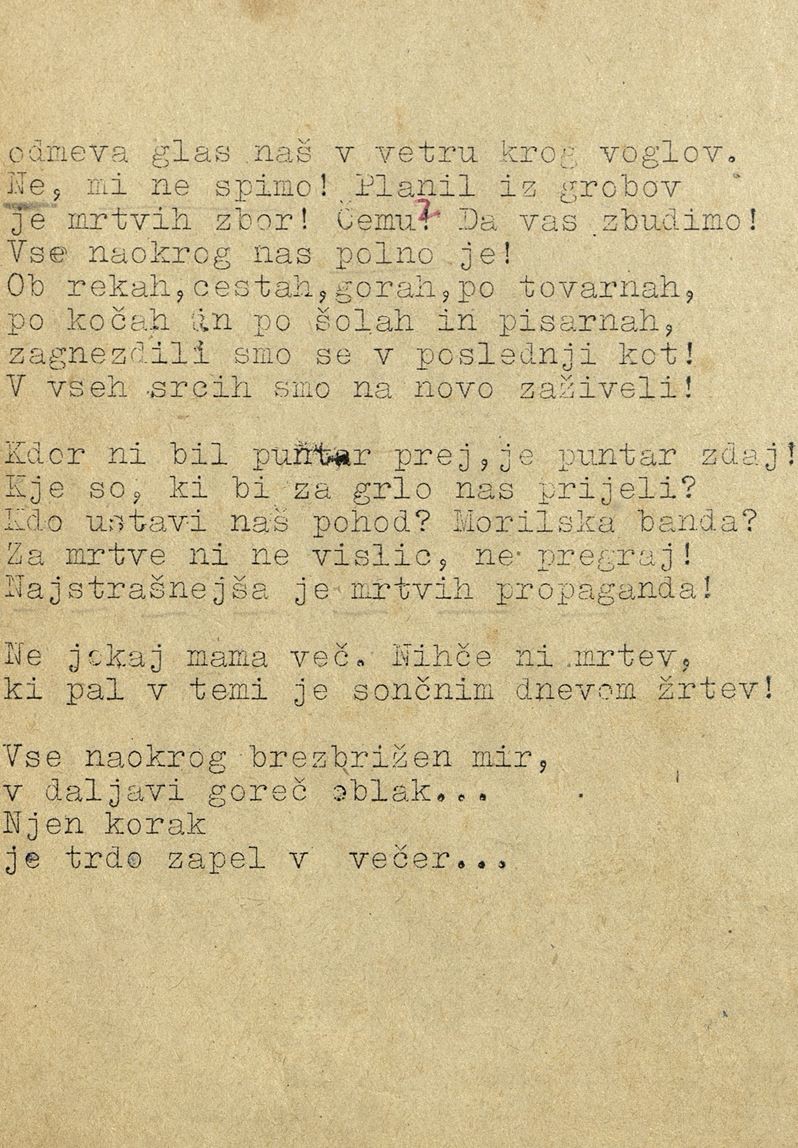 odmeva glas naš v vetru krog voglov.
Ne, mi ne spimo! Planil iz grobov
je mrtvih zbor! Čemu? Da vas zbudimo!
Vse naokrog nas polno je!
Ob rekah,cestah,gorah,po tovarnah,
po kočah in po šolah in pisarnah,
zagnezdili smo se v poslednji kot!
V vseh srcih smo na novo zaživeli!
Kdor ni bil puntar prej,je puntar zdaj!
Kje so, ki bi za grlo nas prijeli?
Kdo ustavi naš pohod? Morilska banda?
Za mrtve ni ne vislic, ne pregraj!
Najstrašnejša je mrtvih propaganda!
Ne jokaj mama več. Nihče ni mrtev,
ki pal v temi je sončnim dnevom žrtev!
Vse naokrog brezbrižen mir,
v daljavi goreč oblak...
Njen korak
je trdo zapel v večer...